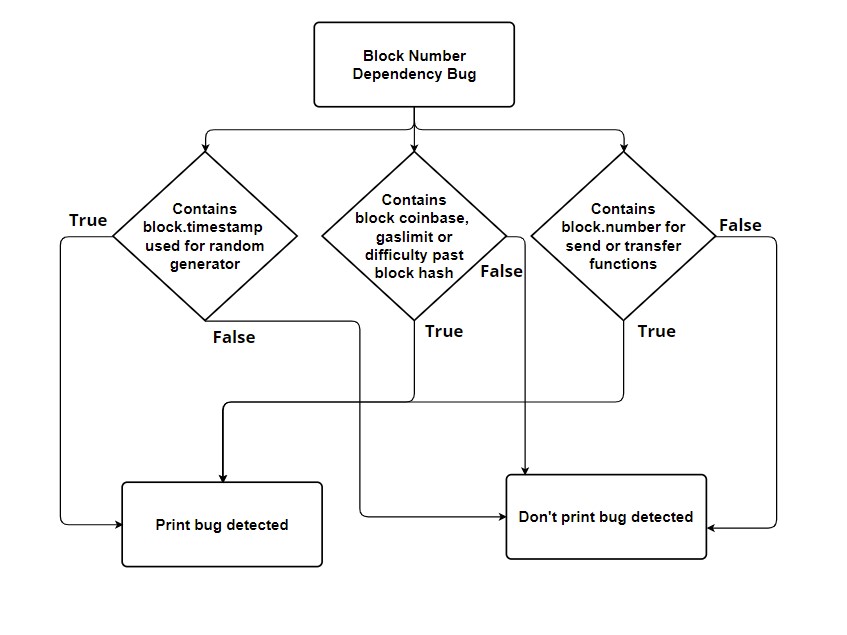 Block Number
Dependency Bug
Contains
block.timestamp
used for random
generator
Contains
block coinbase,
gaslimit or
difficulty past
block hash
Contains
block.number for
send or transfer
functions
True
False
False
True
False
True
Print bug detected
Don't print bug detected